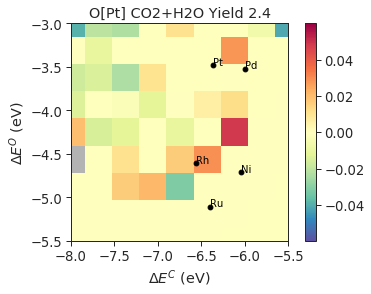 O[Pt] CO2+H2O Yield 2.4
−3.0
−3.5
−4.0
−4.5
−5.0
−5.5
ΔE^O (eV)
Pt
Pd
Rh
Ni
Ru
−8.0 −7.5 −7.0 −6.5 −6.0 −5.5
ΔE^C (eV)
0.04
0.02
0.00
−0.02
−0.04